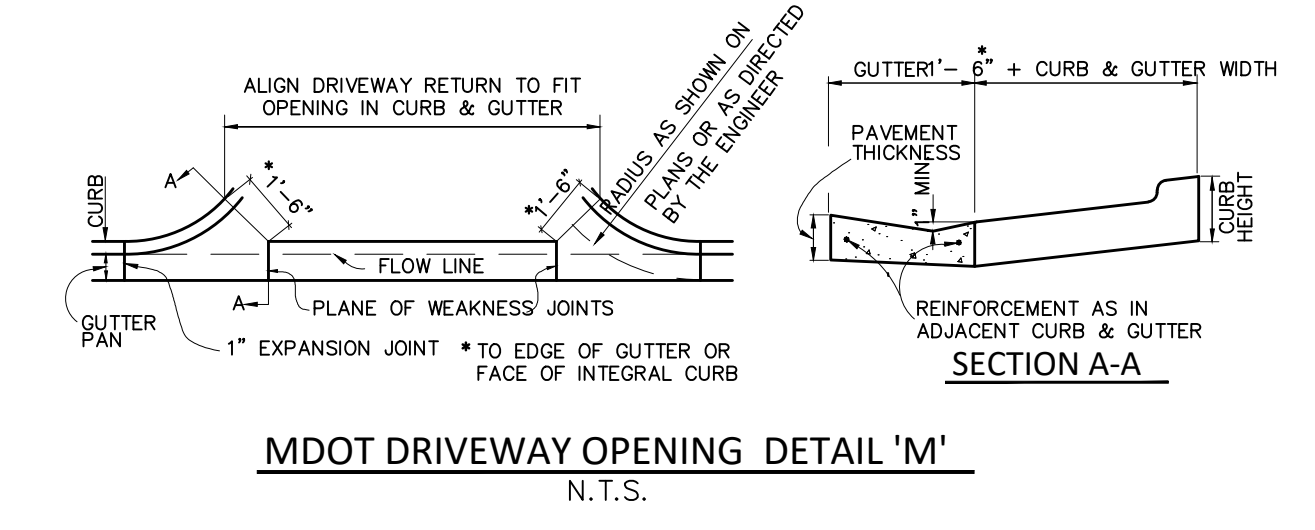 ALIGN DRIVEWAY RETURN TO FIT
OPENING IN CURB & GUTTER
RADIUS AS SHOWN ON
PLANS OR AS DIRECTED
BY THE ENGINEER
A
*1'-6"
*1'-6"
CURB
FLOW LINE
A
PLANE OF WEAKNESS JOINTS
GUTTER
PAN
1" EXPANSION JOINT
* TO EDGE OF GUTTER OR
FACE OF INTEGRAL CURB
*
GUTTER1'- 6" + CURB & GUTTER WIDTH
PAVEMENT
THICKNESS
1" MIN
CURB
HEIGHT
REINFORCEMENT AS IN
ADJACENT CURB & GUTTER
SECTION A-A
MDOT DRIVEWAY OPENING DETAIL 'M'
N.T.S.